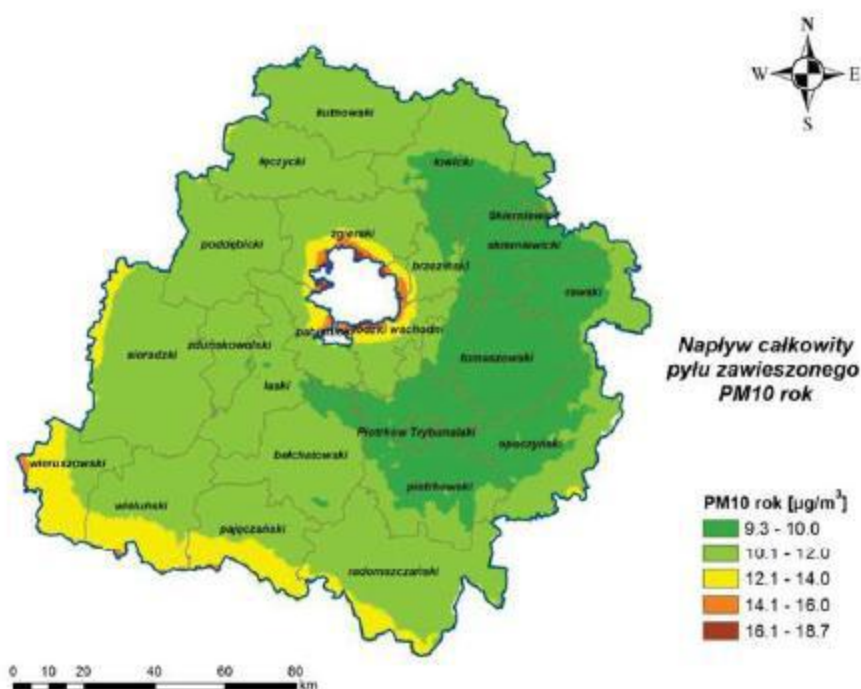 N
W E
S
kutnowski
łęczycki
łowicki
Skierniewice
skierniewicki
zgierski
poddębicki
brzeziński
rawski
łódzki wschodni
sieradzki
zduńskowolski
tomaszowski
łaski
Piotrków Trybunalski
opoczyński
bełchatowski
wieruszowski
piotrkowski
wieluński
pajęczański
radomszczański
Napływ całkowity
pyłu zawieszonego
PM10 rok
PM10 rok [µg/m³]
9.3 - 10.0
10.1 - 12.0
12.1 - 14.0
14.1 - 16.0
16.1 - 18.7
0 10 20 40 60 80
km